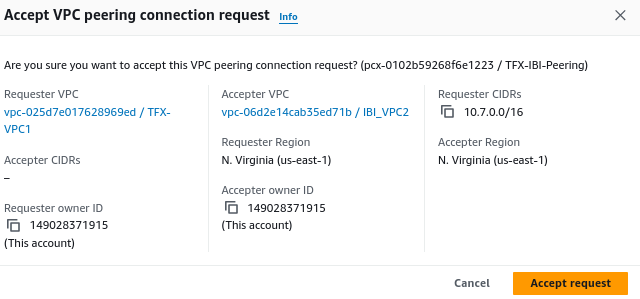 Accept VPC peering connection request Info
Are you sure you want to accept this VPC peering connection request? (pcx-0102b59268f6e1223 / TFX-IBI-Peering)
Requester VPC
vpc-025d7e017628969ed / TFX-
VPC1
Accepter CIDRs
–
Requester owner ID
149028371915
(This account)
Accepter VPC
vpc-06d2e14cab35ed71b / IBI_VPC2
Requester Region
N. Virginia (us-east-1)
Accepter owner ID
149028371915
(This account)
Requester CIDRs
10.7.0.0/16
Accepter Region
N. Virginia (us-east-1)
Cancel
Accept request